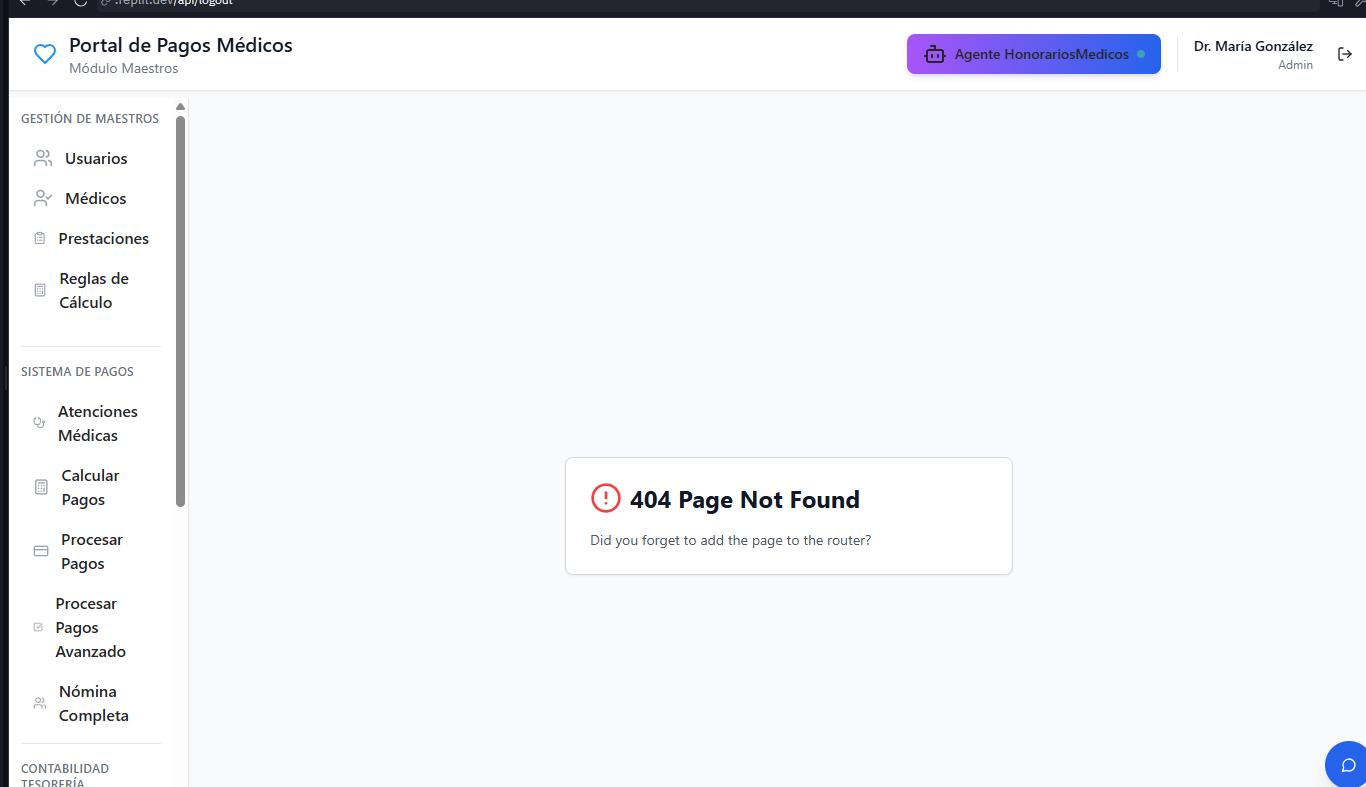 .replit.dev/api/logout
Portal de Pagos Médicos
Módulo Maestros
Agente HonorariosMedicos
Dr. María González
Admin
GESTIÓN DE MAESTROS
Usuarios
Médicos
Prestaciones
Reglas de
Cálculo
SISTEMA DE PAGOS
Atenciones
Médicas
Calcular
Pagos
Procesar
Pagos
Procesar
Pagos
Avanzado
Nómina
Completa
CONTABILIDAD
TESORERÍA
404 Page Not Found
Did you forget to add the page to the router?